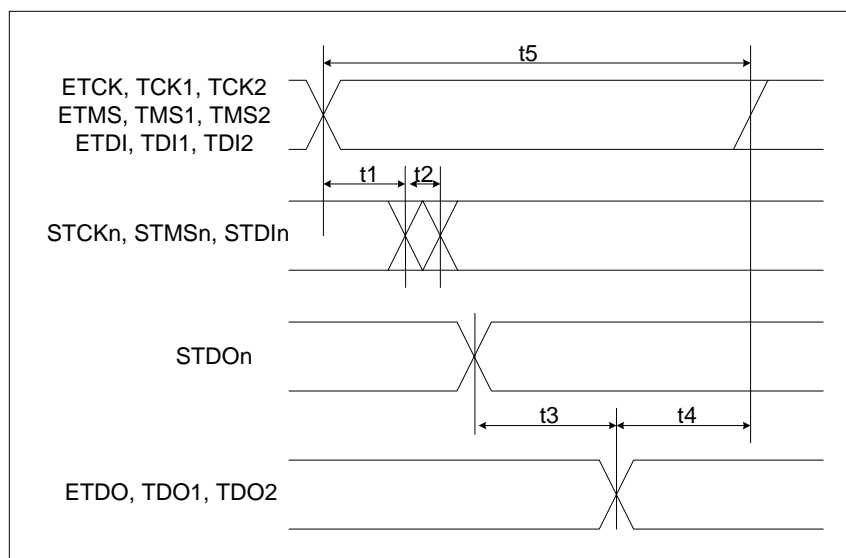 t5
ETCK, TCK1, TCK2
ETMS, TMS1, TMS2
ETDI, TDI1, TDI2
t1
t2
STCKn, STMSn, STDIn
STDOn
t3
t4
ETDO, TDO1, TDO2